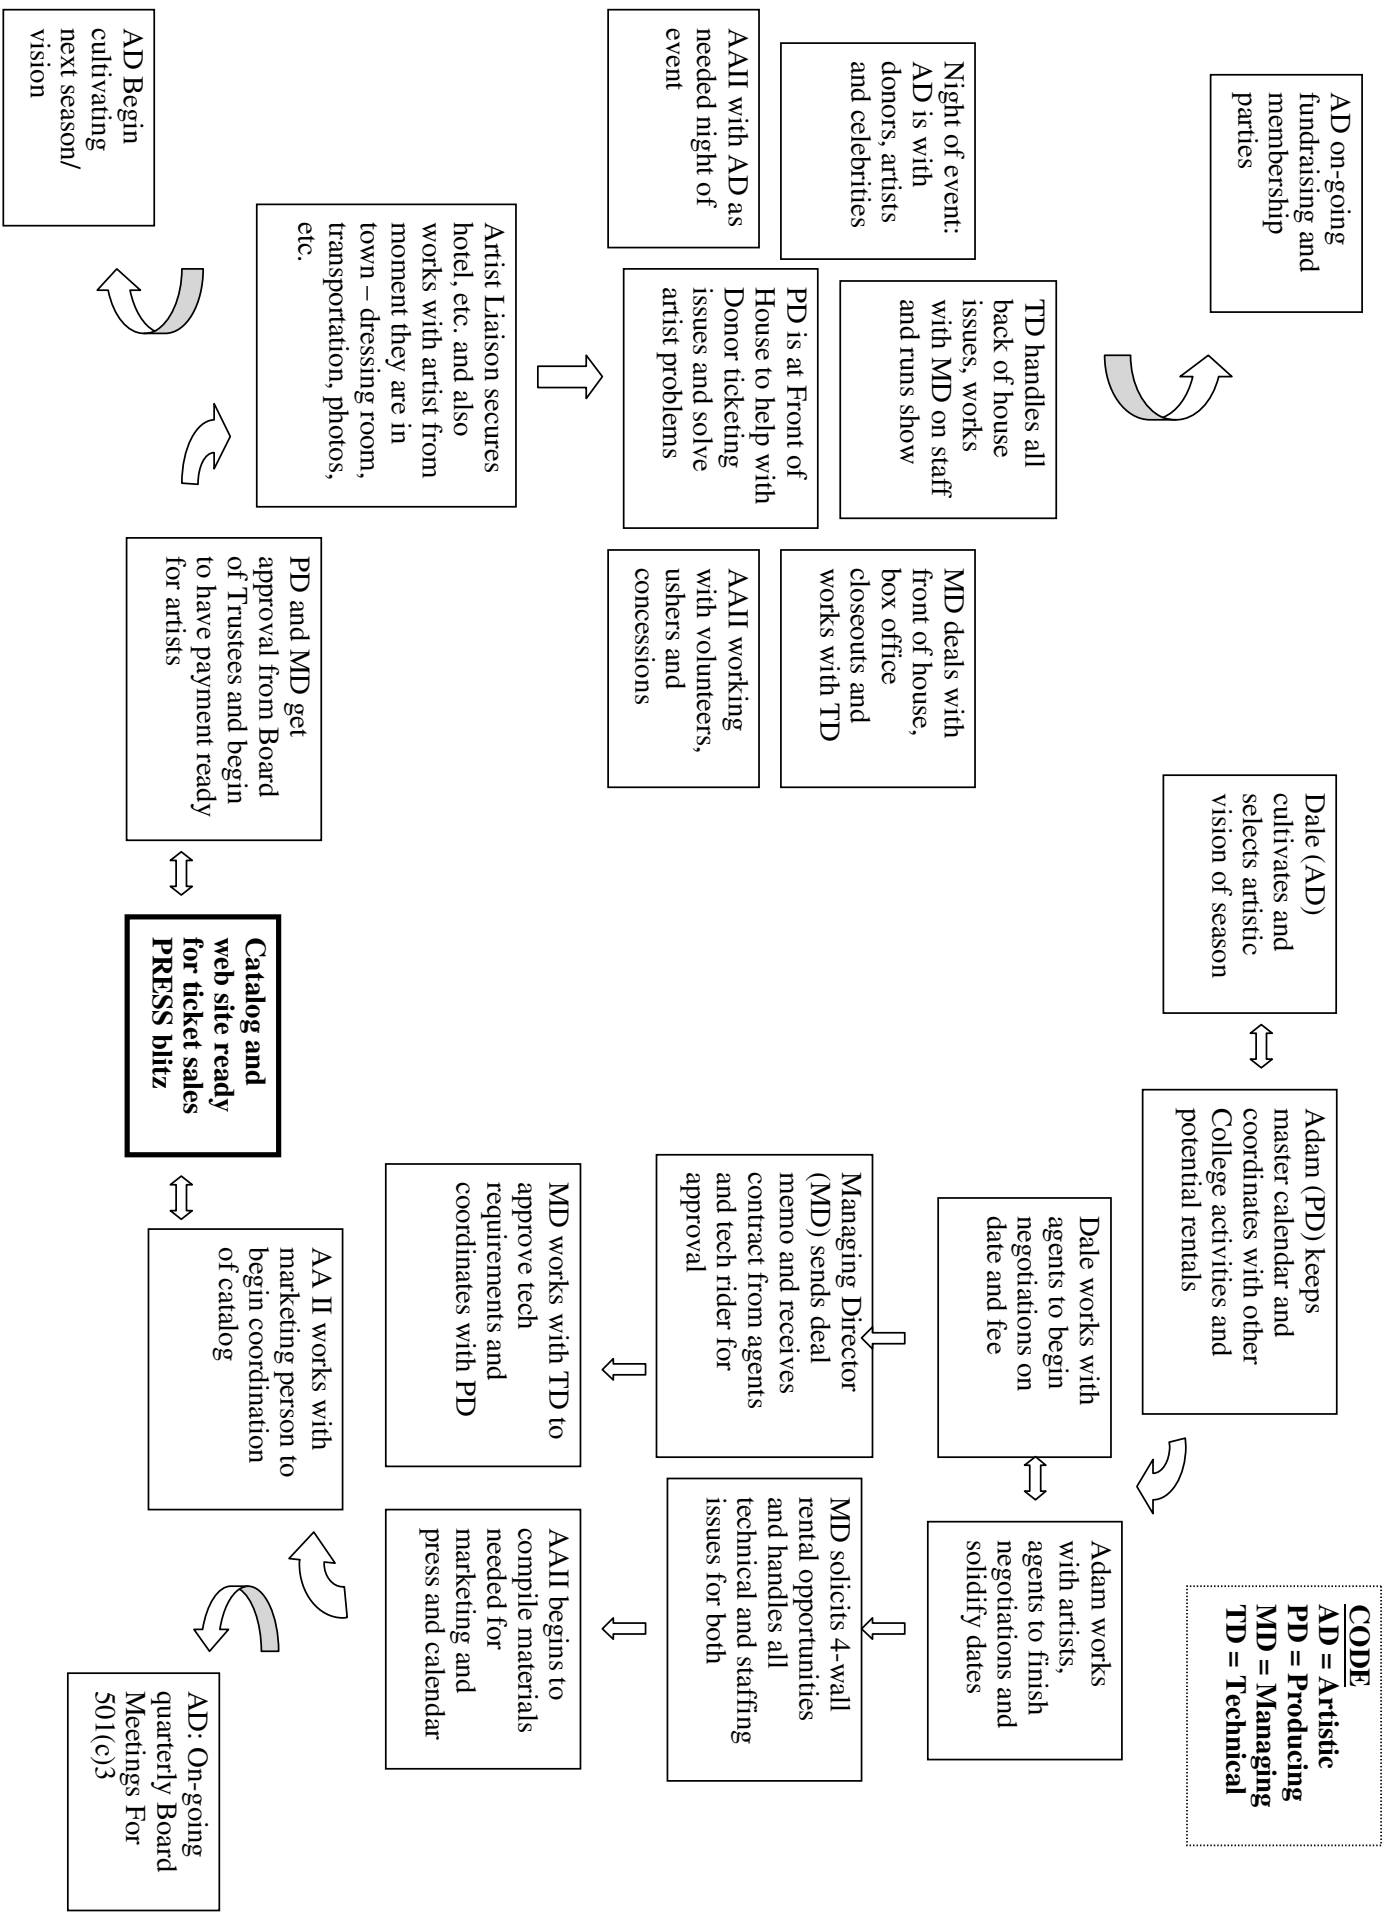 AD on-going
fundraising and
membership
parties
Dale (AD)
cultivates and
selects artistic
vision of season
Adam (PD) keeps
master calendar and
coordinates with other
College activities and
potential rentals
CODE
AD = Artistic
PD = Producing
MD = Managing
TD = Technical
Dale works with
agents to begin
negotiations on
date and fee
Adam works
with artists,
agents to finish
negotiations and
solidify dates
Night of event:
AD is with
donors, artists
and celebrities
TD handles all
back of house
issues, works
with MD on staff
and runs show
MD deals with
front of house,
box office
closeouts and
works with TD
Managing Director
(MD) sends deal
memo and receives
contract from agents
and tech rider for
approval
MD solicits 4-wall
rental opportunities
and handles all
technical and staffing
issues for both
AAII with AD as
needed night of
event
PD is at Front of
House to help with
Donor ticketing
issues and solve
artist problems
AAII working
with volunteers,
ushers and
concessions
MD works with TD to
approve tech
requirements and
coordinates with PD
AAII begins to
compile materials
needed for
marketing and
press and calendar
Artist Liaison secures
hotel, etc. and also
works with artist from
moment they are in
town – dressing room,
transportation, photos,
etc.
PD and MD get
approval from Board
of Trustees and begin
to have payment ready
for artists
Catalog and
web site ready
for ticket sales
PRESS blitz
AA II works with
marketing person to
begin coordination
of catalog
AD: On-going
quarterly Board
Meetings For
501(c)3
AD Begin
cultivating
next season/
vision